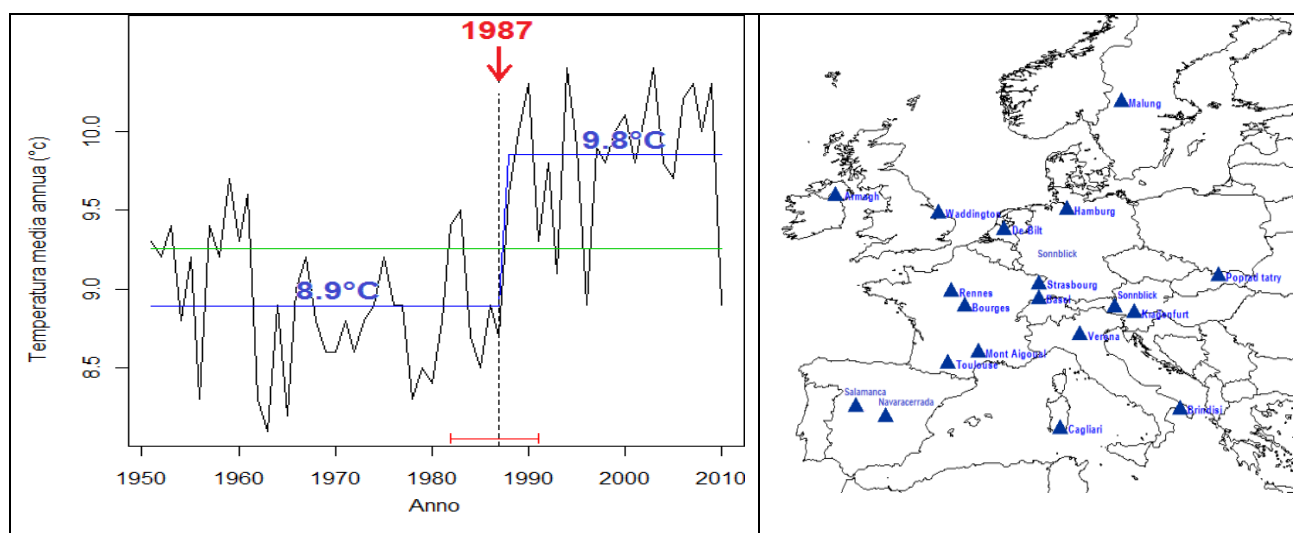 1987
Temperatura media annua (°c)
10.0
9.5
9.0
8.5
9.8°C
8.9°C
1950
1960
1970
1980
1990
2000
2010
Anno
Malung
Armagh
Waddington
Hamburg
De Bilt
Sonnblick
Poprad tatry
Strasbourg
Rennes
Basel
Sonnblick
Bourges
Klagenfurt
Verona
Mont Aigoual
Toulouse
Salamanca
Navaracerrada
Brindisi
Cagliari